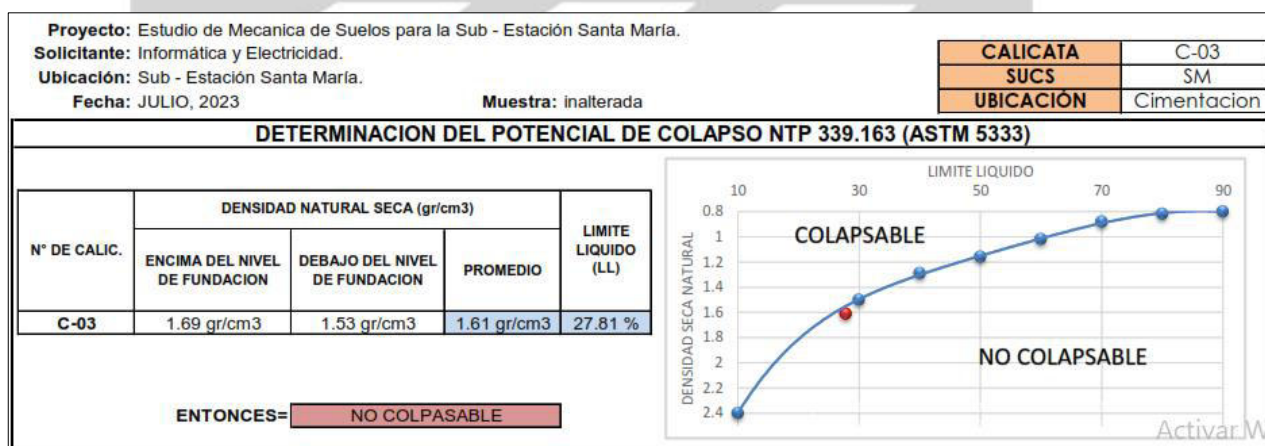 Proyecto: Estudio de Mecanica de Suelos para la Sub - Estación Santa María.
Solicitante: Informática y Electricidad.
Ubicación: Sub - Estación Santa María.
Fecha: JULIO, 2023 Muestra: inalterada
CALICATA C-03
SUCS SM
UBICACIÓN Cimentacion
DETERMINACION DEL POTENCIAL DE COLAPSO NTP 339.163 (ASTM 5333)
N° DE CALIC.
DENSIDAD NATURAL SECA (gr/cm3)
ENCIMA DEL NIVEL
DE FUNDACION
DEBAJO DEL NIVEL
DE FUNDACION
PROMEDIO
LIMITE
LIQUIDO
(LL)
C-03 1.69 gr/cm3 1.53 gr/cm3 1.61 gr/cm3 27.81 %
ENTONCES= NO COLPASABLE
LIMITE LIQUIDO
10 30 50 70 90
DENSIDAD SECA NATURAL
0.8
1
1.2
1.4
1.6
1.8
2
2.2
2.4
COLAPSABLE
NO COLAPSABLE
Activar W